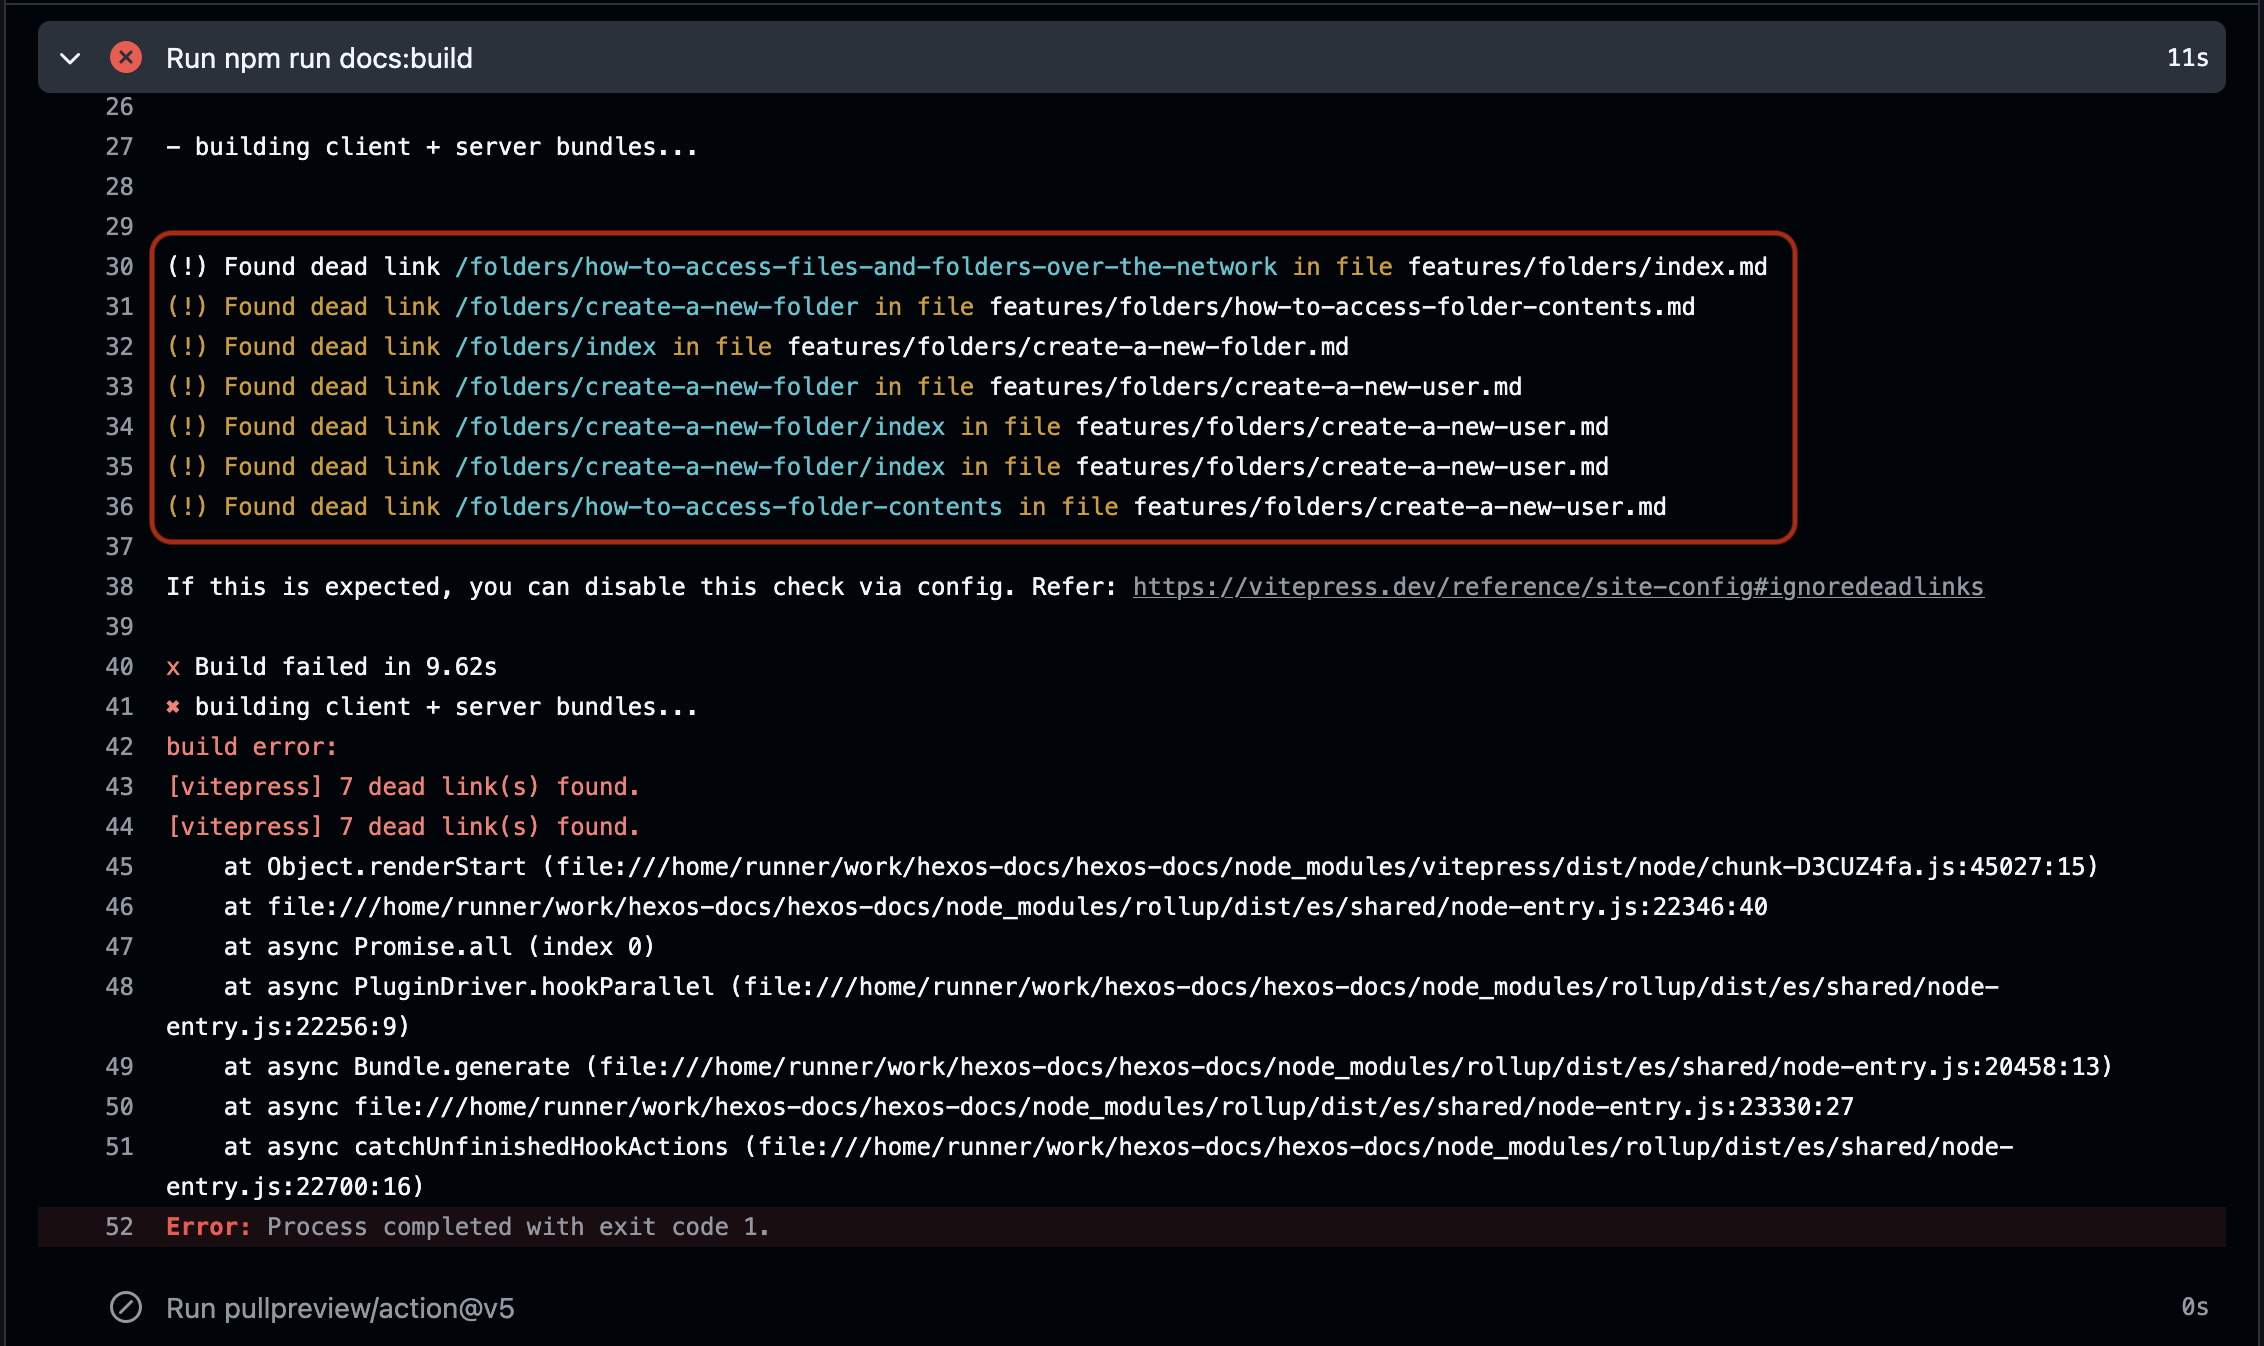 Run npm run docs:build 11s
26
27 - building client + server bundles...
28
29
30 (!) Found dead link /folders/how-to-access-files-and-folders-over-the-network in file features/folders/index.md
31 (!) Found dead link /folders/create-a-new-folder in file features/folders/how-to-access-folder-contents.md
32 (!) Found dead link /folders/index in file features/folders/create-a-new-folder.md
33 (!) Found dead link /folders/create-a-new-folder in file features/folders/create-a-new-user.md
34 (!) Found dead link /folders/create-a-new-folder/index in file features/folders/create-a-new-user.md
35 (!) Found dead link /folders/create-a-new-folder/index in file features/folders/create-a-new-user.md
36 (!) Found dead link /folders/how-to-access-folder-contents in file features/folders/create-a-new-user.md
37
38 If this is expected, you can disable this check via config. Refer: https://vitepress.dev/reference/site-config#ignoredeadlinks
39
40 x Build failed in 9.62s
41 ✖ building client + server bundles...
42 build error:
43 [vitepress] 7 dead link(s) found.
44 [vitepress] 7 dead link(s) found.
45 at Object.renderStart (file:///home/runner/work/hexos-docs/hexos-docs/node_modules/vitepress/dist/node/chunk-D3CUZ4fa.js:45027:15)
46 at file:///home/runner/work/hexos-docs/hexos-docs/node_modules/rollup/dist/es/shared/node-entry.js:22346:40
47 at async Promise.all (index 0)
48 at async PluginDriver.hookParallel (file:///home/runner/work/hexos-docs/hexos-docs/node_modules/rollup/dist/es/shared/node-
entry.js:22256:9)
49 at async Bundle.generate (file:///home/runner/work/hexos-docs/hexos-docs/node_modules/rollup/dist/es/shared/node-entry.js:20458:13)
50 at async file:///home/runner/work/hexos-docs/hexos-docs/node_modules/rollup/dist/es/shared/node-entry.js:23330:27
51 at async catchUnfinishedHookActions (file:///home/runner/work/hexos-docs/hexos-docs/node_modules/rollup/dist/es/shared/node-
entry.js:22700:16)
52 Error: Process completed with exit code 1.
Run pullpreview/action@v5 0s